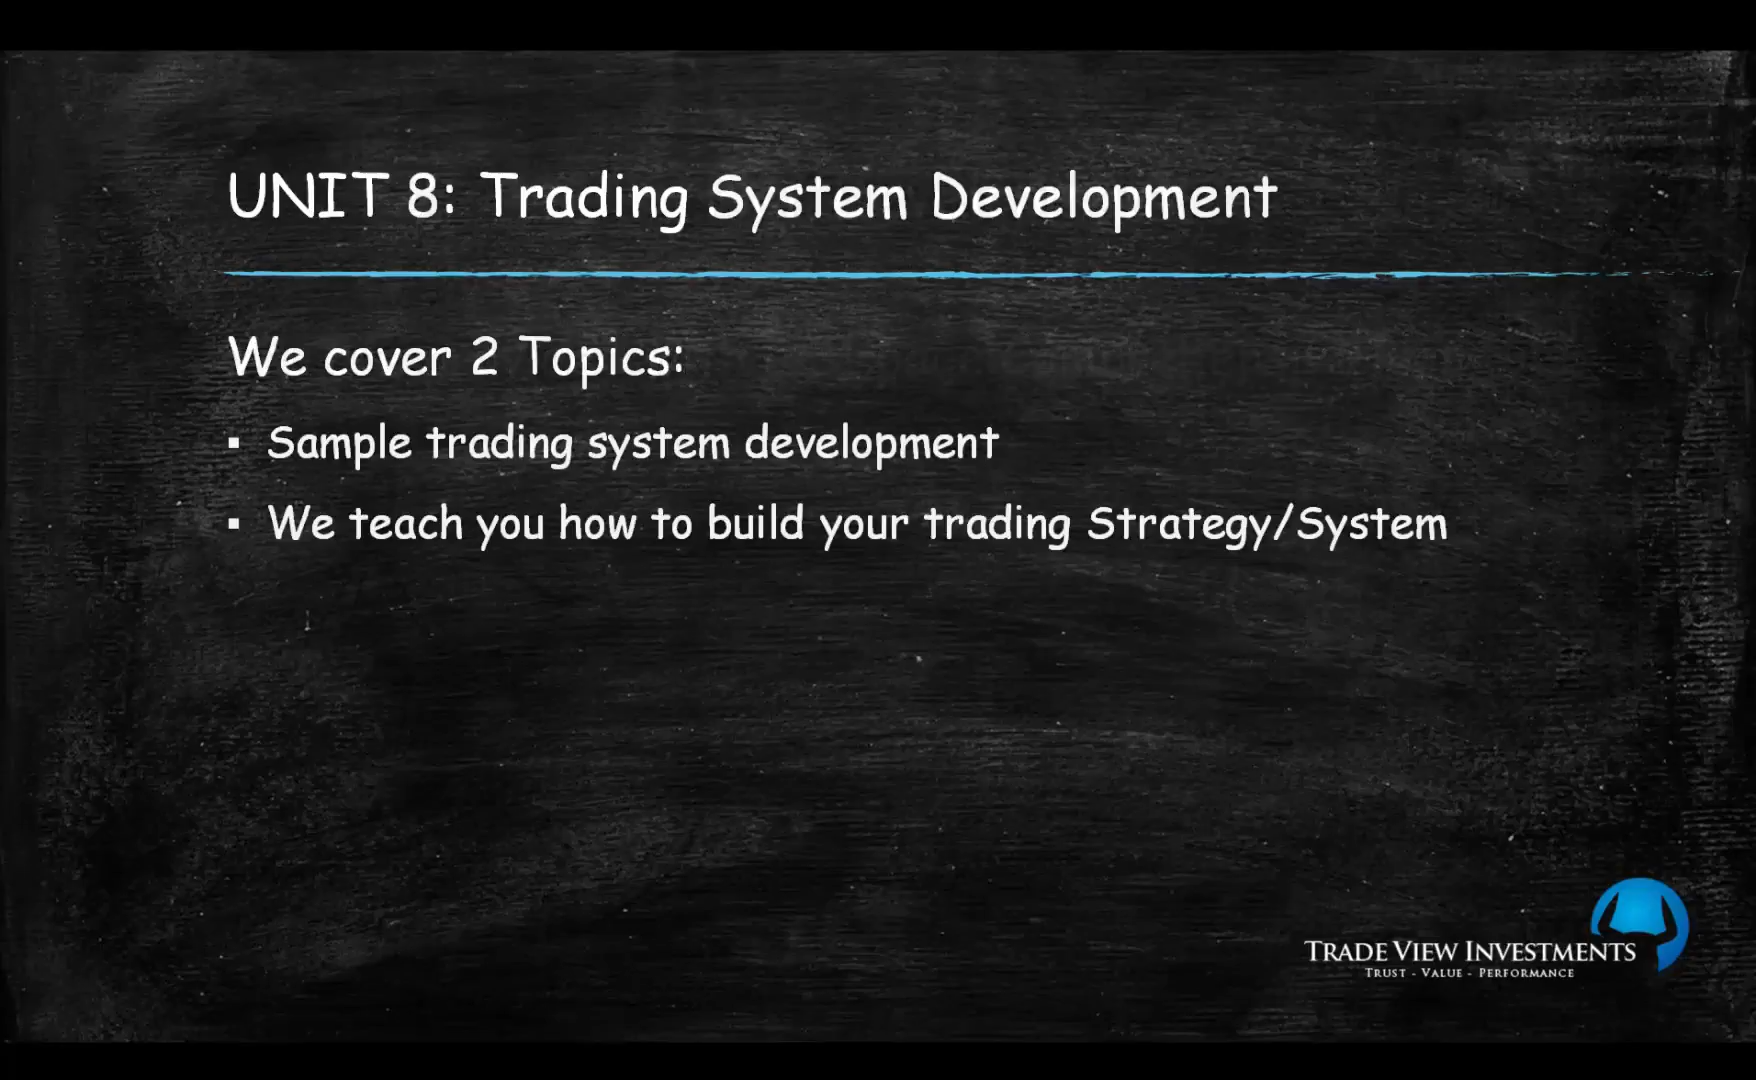 UNIT 8: Trading System Development
We cover 2 Topics:
▪ Sample trading system development
▪ We teach you how to build your trading Strategy/System
TRADE VIEW INVESTMENTS
TRUST - VALUE - PERFORMANCE